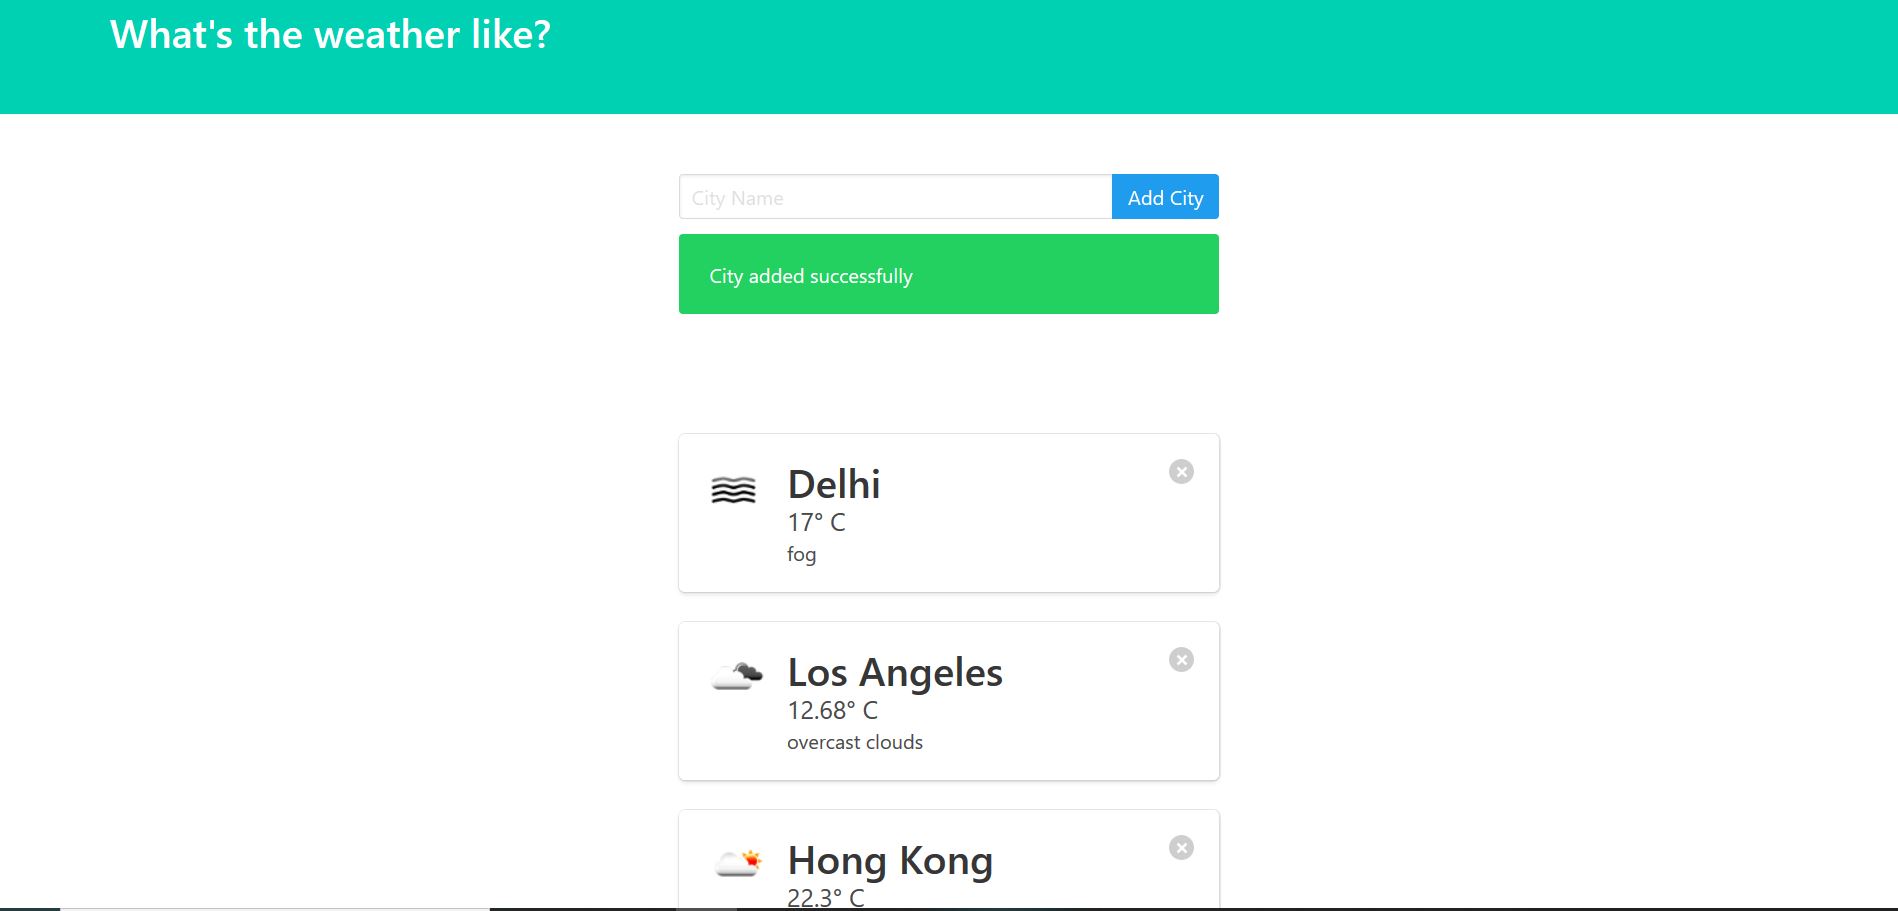 What's the weather like?
City Name
Add City
City added successfully
Delhi
17° C
fog
Los Angeles
12.68° C
overcast clouds
Hong Kong
22.3° C